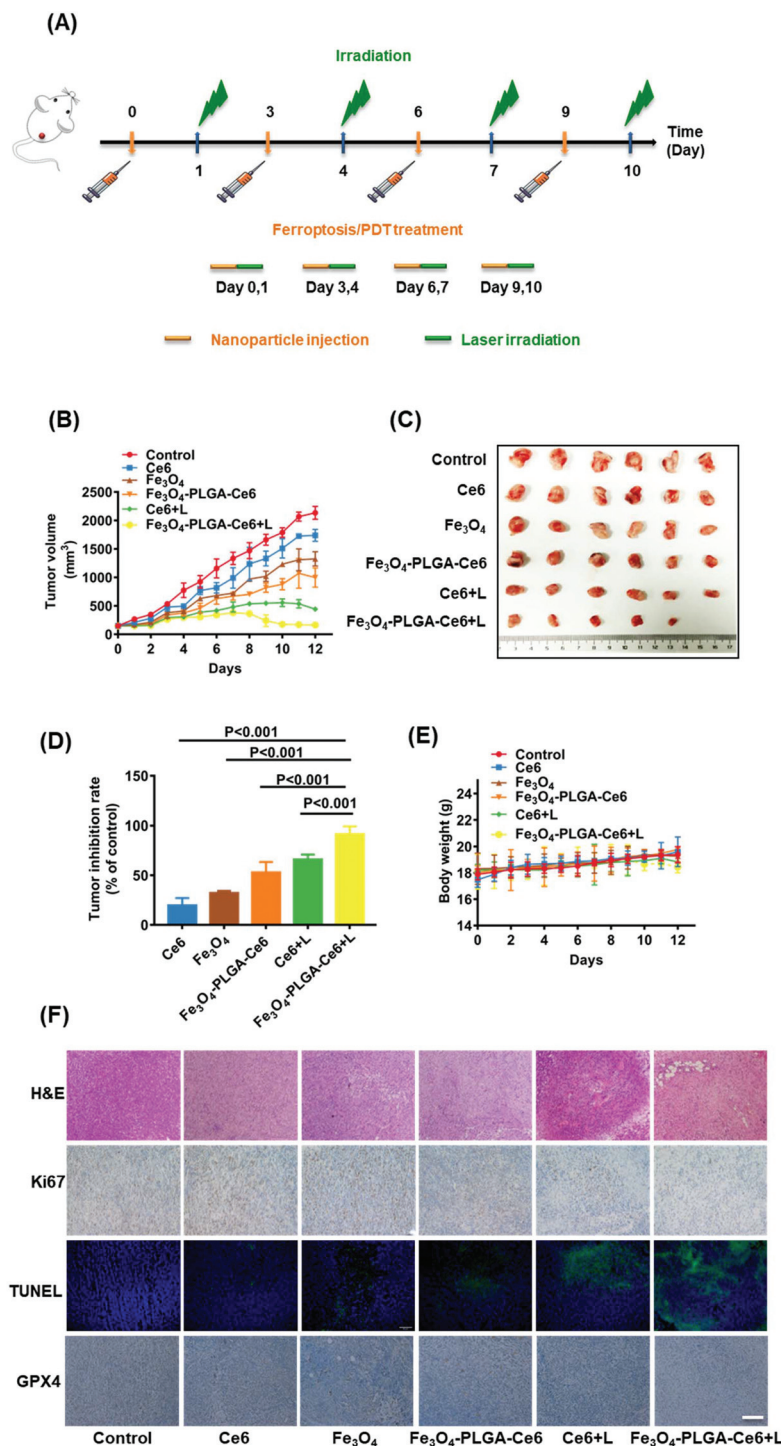 (A)
Irradiation
0 3 6 9
Time
(Day)
1 4 7 10
Ferroptosis/PDT treatment
Day 0,1 Day 3,4 Day 6,7 Day 9,10
Nanoparticle injection Laser irradiation
(B)
Control
Ce6
Fe₃O₄
Fe₃O₄-PLGA-Ce6
Ce6+L
Fe₃O₄-PLGA-Ce6+L
Tumor volume
(mm³)
2500
2000
1500
1000
500
0
0 2 4 6 8 10 12
Days
(C)
Control
Ce6
Fe₃O₄
Fe₃O₄-PLGA-Ce6
Ce6+L
Fe₃O₄-PLGA-Ce6+L
(D)
P<0.001
P<0.001
P<0.001
P<0.001
Tumor inhibition rate
(% of control)
150
100
50
0
Ce6
Fe₃O₄
Fe₃O₄-PLGA-Ce6
Ce6+L
Fe₃O₄-PLGA-Ce6+L
(E)
Control
Ce6
Fe₃O₄
Fe₃O₄-PLGA-Ce6
Ce6+L
Fe₃O₄-PLGA-Ce6+L
Body weight (g)
24
22
20
18
16
14
0 2 4 6 8 10 12
Days
(F)
H&E
Ki67
TUNEL
GPX4
Control Ce6 Fe₃O₄ Fe₃O₄-PLGA-Ce6 Ce6+L Fe₃O₄-PLGA-Ce6+L